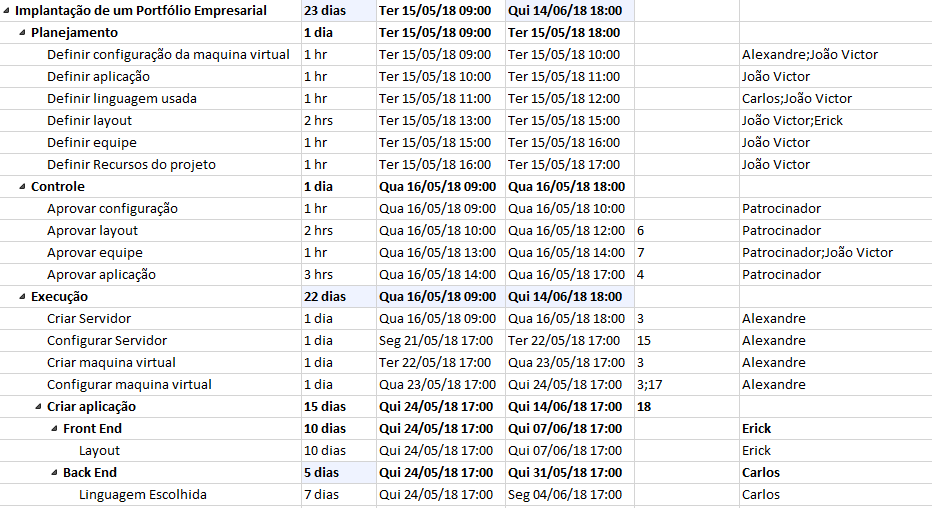 Implantação de um Portfólio Empresarial 23 dias Ter 15/05/18 09:00 Qui 14/06/18 18:00
Planejamento 1 dia Ter 15/05/18 09:00 Ter 15/05/18 18:00
Definir configuração da maquina virtual 1 hr Ter 15/05/18 09:00 Ter 15/05/18 10:00 Alexandre;João Victor
Definir aplicação 1 hr Ter 15/05/18 10:00 Ter 15/05/18 11:00 João Victor
Definir linguagem usada 1 hr Ter 15/05/18 11:00 Ter 15/05/18 12:00 Carlos;João Victor
Definir layout 2 hrs Ter 15/05/18 13:00 Ter 15/05/18 15:00 João Victor;Erick
Definir equipe 1 hr Ter 15/05/18 15:00 Ter 15/05/18 16:00 João Victor
Definir Recursos do projeto 1 hr Ter 15/05/18 16:00 Ter 15/05/18 17:00 João Victor
Controle 1 dia Qua 16/05/18 09:00 Qua 16/05/18 18:00
Aprovar configuração 1 hr Qua 16/05/18 09:00 Qua 16/05/18 10:00 Patrocinador
Aprovar layout 2 hrs Qua 16/05/18 10:00 Qua 16/05/18 12:00 6 Patrocinador
Aprovar equipe 1 hr Qua 16/05/18 13:00 Qua 16/05/18 14:00 7 Patrocinador;João Victor
Aprovar aplicação 3 hrs Qua 16/05/18 14:00 Qua 16/05/18 17:00 4 Patrocinador
Execução 22 dias Qua 16/05/18 09:00 Qui 14/06/18 18:00
Criar Servidor 1 dia Qua 16/05/18 09:00 Qua 16/05/18 18:00 3 Alexandre
Configurar Servidor 1 dia Seg 21/05/18 17:00 Ter 22/05/18 17:00 15 Alexandre
Criar maquina virtual 1 dia Ter 22/05/18 17:00 Qua 23/05/18 17:00 3 Alexandre
Configurar maquina virtual 1 dia Qua 23/05/18 17:00 Qui 24/05/18 17:00 3;17 Alexandre
Criar aplicação 15 dias Qui 24/05/18 17:00 Qui 14/06/18 17:00 18
Front End 10 dias Qui 24/05/18 17:00 Qui 07/06/18 17:00 Erick
Layout 10 dias Qui 24/05/18 17:00 Qui 07/06/18 17:00 Erick
Back End 5 dias Qui 24/05/18 17:00 Qui 31/05/18 17:00 Carlos
Linguagem Escolhida 7 dias Qui 24/05/18 17:00 Seg 04/06/18 17:00 Carlos